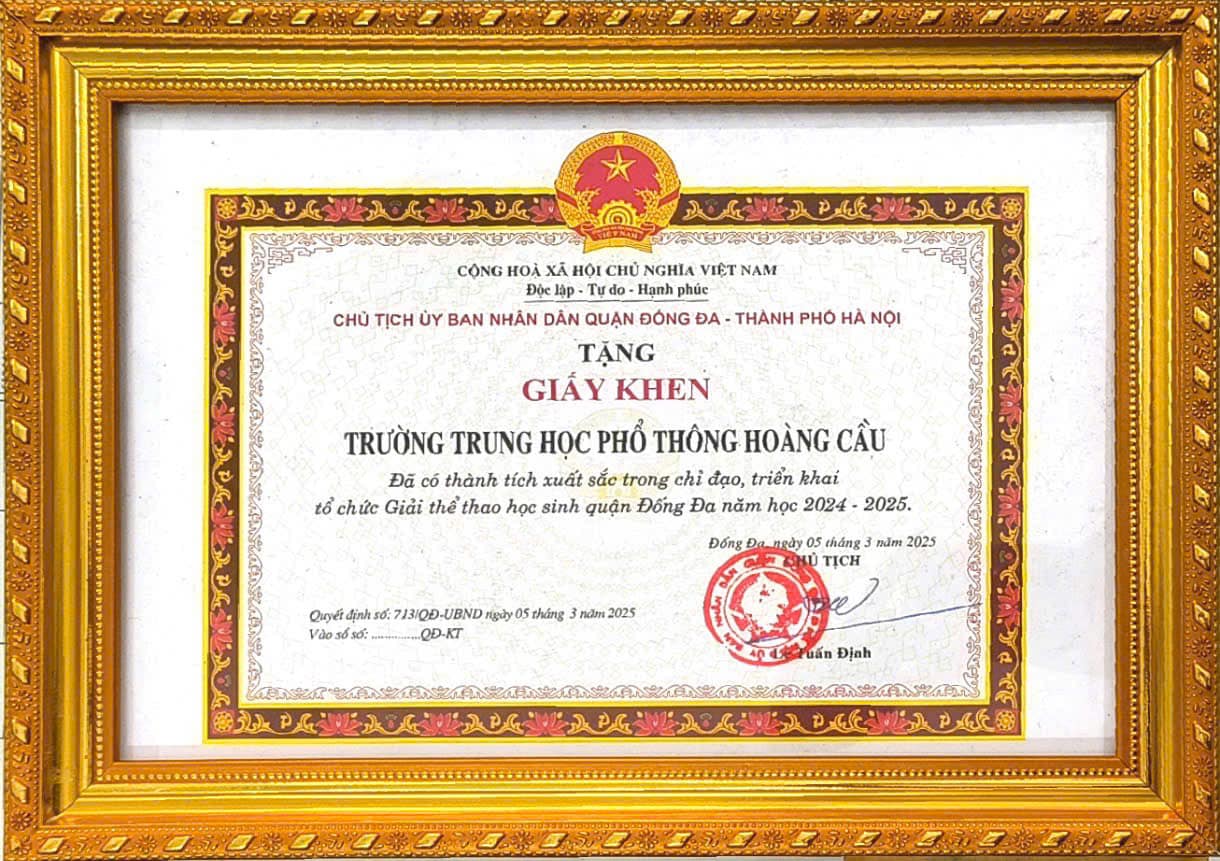 VIỆT NAM
CỘNG HOÀ XÃ HỘI CHỦ NGHĨA VIỆT NAM
Độc lập - Tự do - Hạnh phúc
CHỦ TỊCH ỦY BAN NHÂN DÂN QUẬN ĐỐNG ĐA - THÀNH PHỐ HÀ NỘI
TẶNG
GIẤY KHEN
TRƯỜNG TRUNG HỌC PHỔ THÔNG HOÀNG CẦU
Đã có thành tích xuất sắc trong chỉ đạo, triển khai
tổ chức Giải thể thao học sinh quận Đống Đa năm học 2024 - 2025.
Đống Đa, ngày 05 tháng 3 năm 2025
CHỦ TỊCH
Quyết định số: 713/QĐ-UBND ngày 05 tháng 3 năm 2025
Vào sổ số: ..............QĐ-KT
Tuấn Định